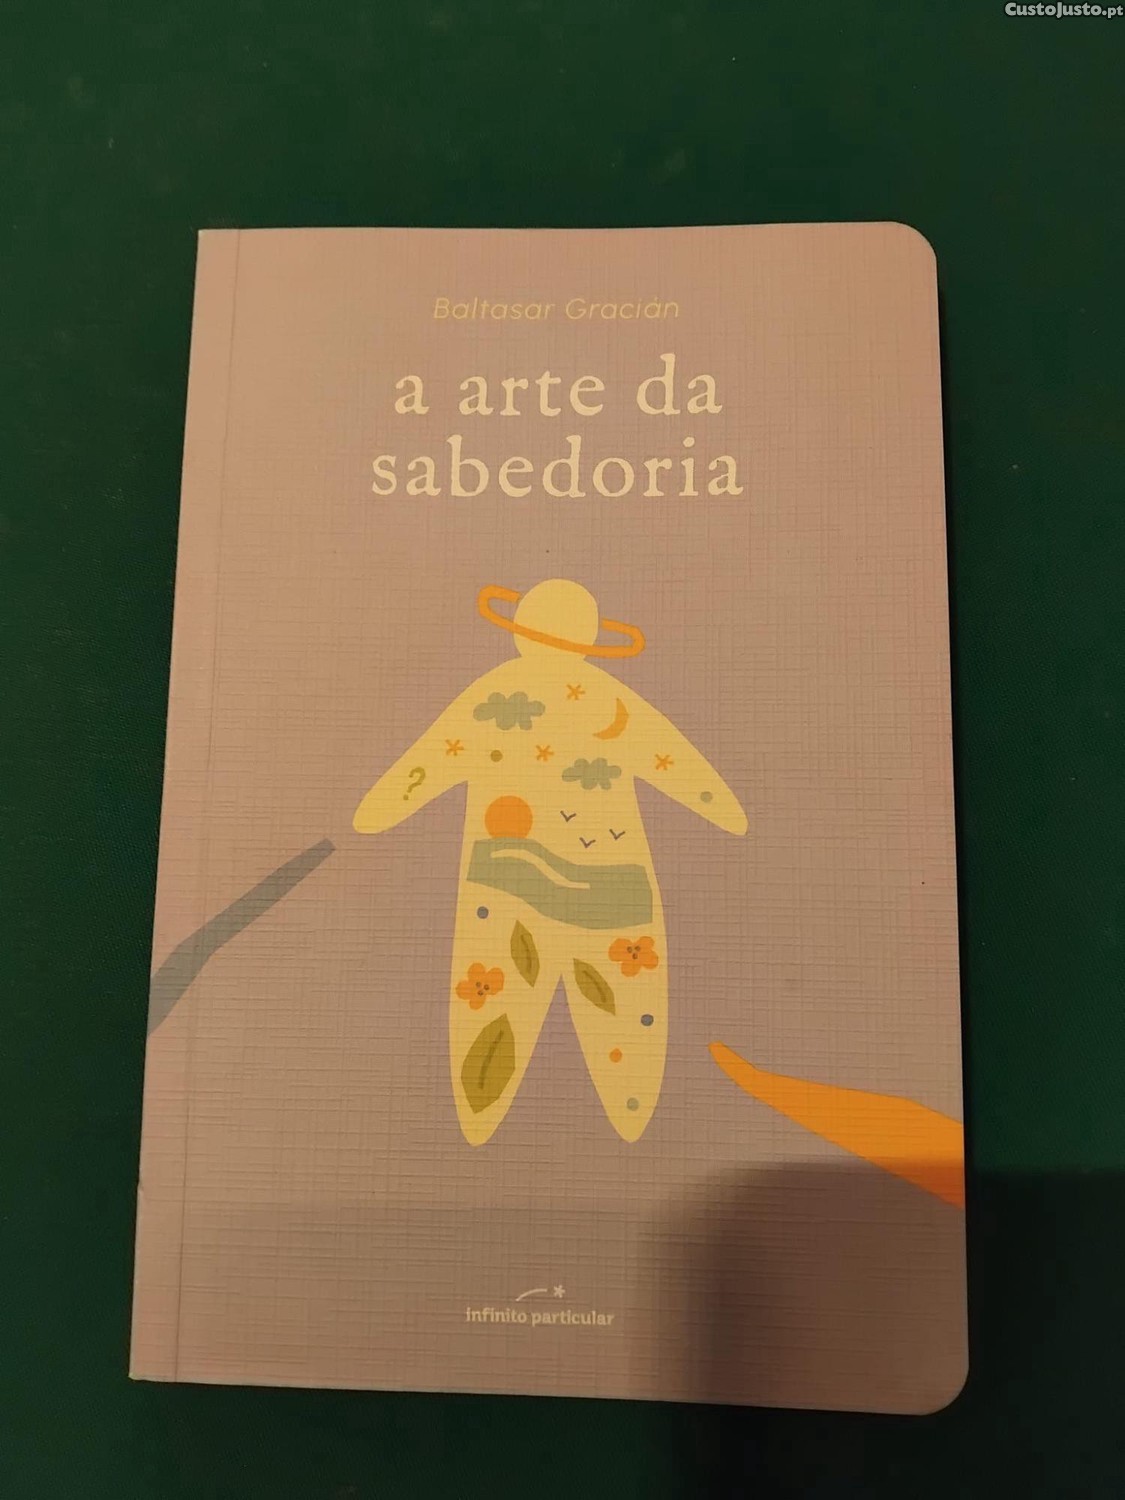 CustoJusto.pt
Baltasar Gracián
a arte da
sabedoria
?
infinito particular